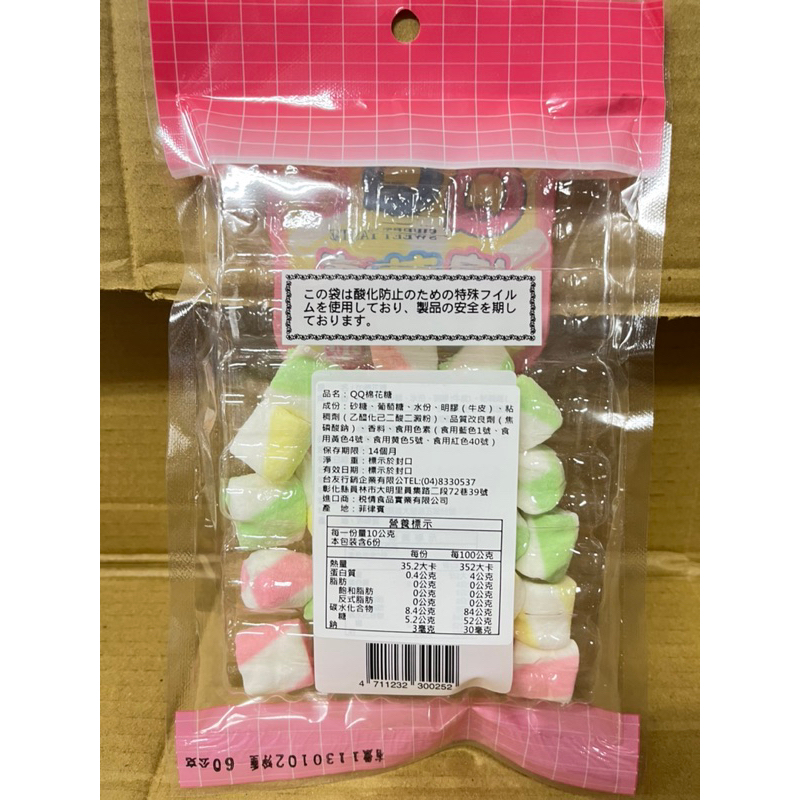 SWEET TASTE
この袋は酸化防止のための特殊フイル
ムを使用しており、製品の安全を期し
ております。
品名：QQ棉花糖
成份：砂糖、葡萄糖、水份、明膠（牛皮）、粘
稠劑（乙醯化己二酸二澱粉）、品質改良劑（焦
磷酸鈉）、香料、食用色素（食用藍色1號、食
用黃色4號、食用黄色5號、食用紅色40號）
保存期限：14個月
淨　　重：標示於封口
有效日期：標示於封口
台友行銷企業有限公TEL:(04)8330537
彰化縣員林市大明里員集路二段72巷39號
進口商：稅情食品實業有限公司
產　地：菲律賓
營養標示
每一份量10公克
本包裝含6份
每份 每100公克
熱量 35.2大卡 352大卡
蛋白質 0.4公克 4公克
脂肪 0公克 0公克
飽和脂肪 0公克 0公克
反式脂肪 0公克 0公克
碳水化合物 8.4公克 84公克
糖 5.2公克 52公克
鈉 3毫克 30毫克
4 711232 300252
有效1130102淨重 60公克